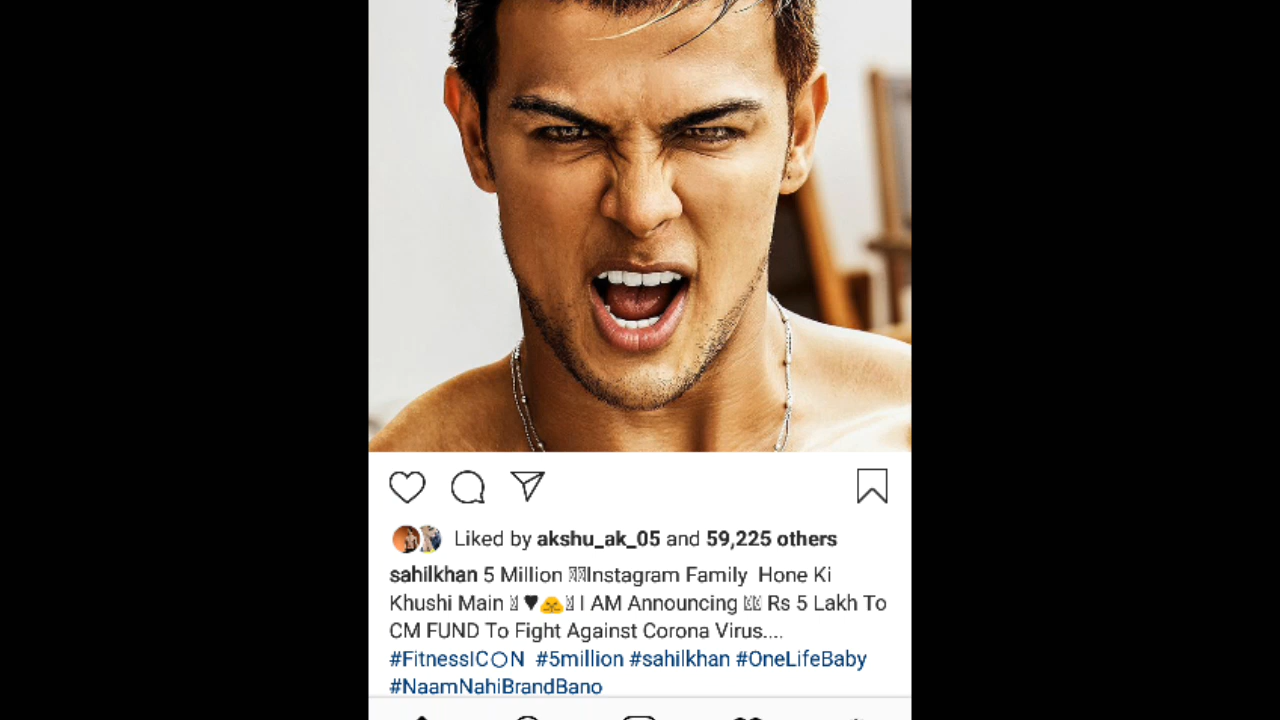 Liked by akshu_ak_05 and 59,225 others
sahilkhan 5 Million Instagram Family Hone Ki
Khushi Main ♥🙇 I AM Announcing Rs 5 Lakh To
CM FUND To Fight Against Corona Virus....
#FitnessIC○N #5million #sahilkhan #OneLifeBaby
#NaamNahiBrandBano